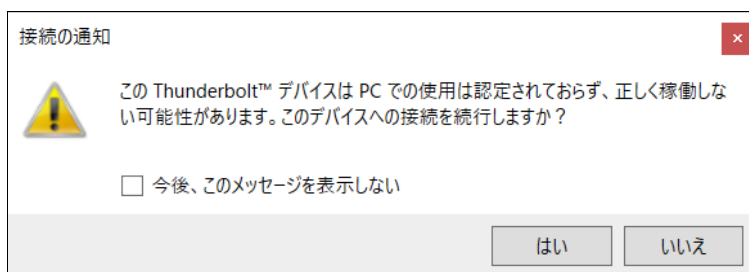 接続の通知
この Thunderbolt™ デバイスは PC での使用は認定されておらず、正しく稼働しな
い可能性があります。このデバイスへの接続を続行しますか？
今後、このメッセージを表示しない
はい
いいえ